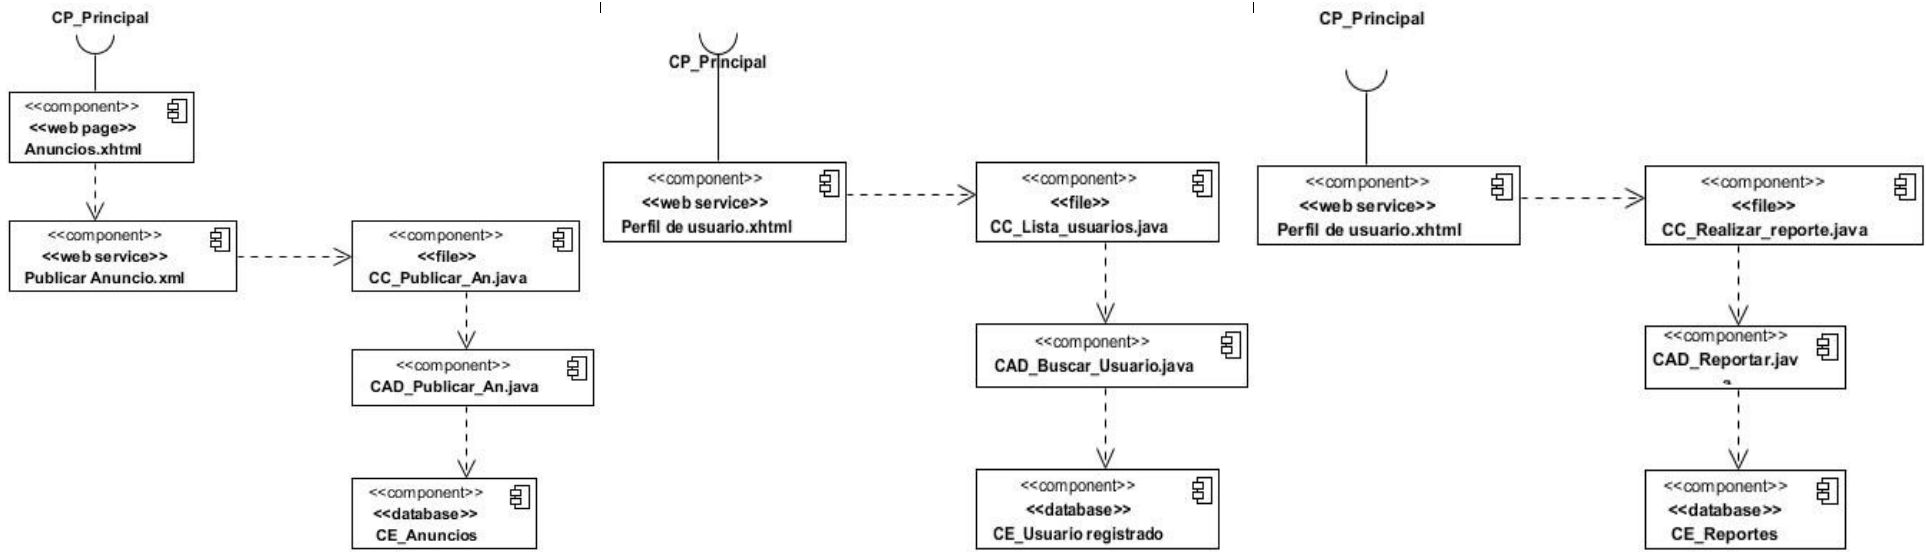 CP_Principal
<<component>>
<<web page>>
Anuncios.xhtml
<<component>>
<<web service>>
Publicar Anuncio.xml
<<component>>
<<file>>
CC_Publicar_An.java
<<component>>
CAD_Publicar_An.java
<<component>>
<<database>>
CE_Anuncios
CP_Principal
<<component>>
<<web service>>
Perfil de usuario.xhtml
<<component>>
<<file>>
CC_Lista_usuarios.java
<<component>>
CAD_Buscar_Usuario.java
<<component>>
<<database>>
CE_Usuario registrado
CP_Principal
<<component>>
<<web service>>
Perfil de usuario.xhtml
<<component>>
<<file>>
CC_Realizar_reporte.java
<<component>>
CAD_Reportar.jav
a
<<component>>
<<database>>
CE_Reportes